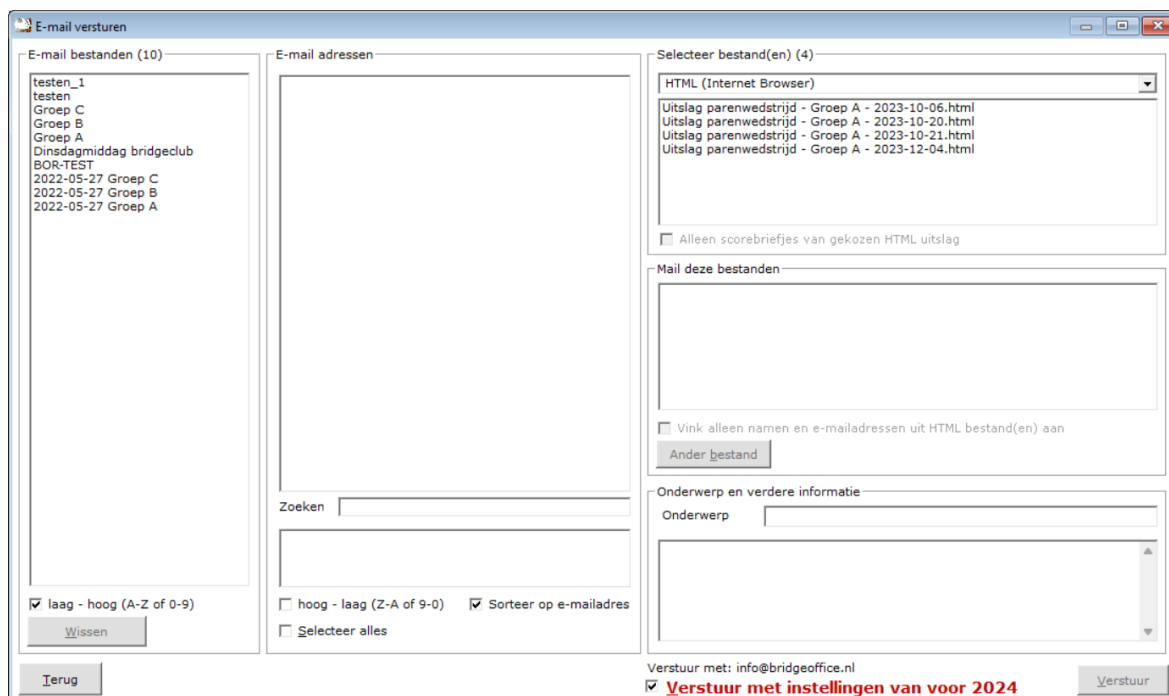 E-mail versturen
E-mail bestanden (10)
testen_1
testen
Groep C
Groep B
Groep A
Dinsdagmiddag bridgeclub
BOR-TEST
2022-05-27 Groep C
2022-05-27 Groep B
2022-05-27 Groep A
laag - hoog (A-Z of 0-9)
Wissen
Terug
E-mail adressen
Zoeken
hoog - laag (Z-A of 9-0)
Sorteer op e-mailadres
Selecteer alles
Selecteer bestand(en) (4)
HTML (Internet Browser)
Uitslag parenwedstrijd - Groep A - 2023-10-06.html
Uitslag parenwedstrijd - Groep A - 2023-10-20.html
Uitslag parenwedstrijd - Groep A - 2023-10-21.html
Uitslag parenwedstrijd - Groep A - 2023-12-04.html
Alleen scorebriefjes van gekozen HTML uitslag
Mail deze bestanden
Vink alleen namen en e-mailadressen uit HTML bestand(en) aan
Ander bestand
Onderwerp en verdere informatie
Onderwerp
Verstuur met: info@bridgeoffice.nl
Verstuur met instellingen van voor 2024
Verstuur